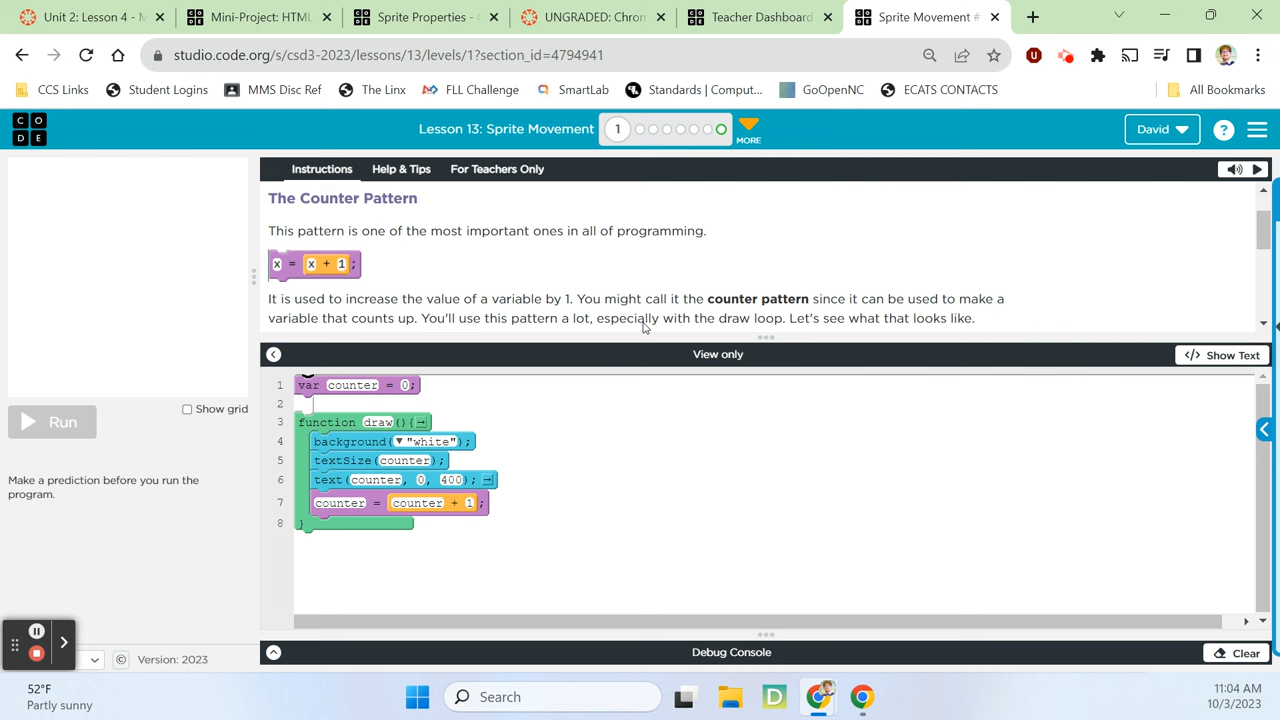 Unit 2: Lesson 4 - M
Mini-Project: HTML
Sprite Properties - C
UNGRADED: Chrom
Teacher Dashboard
Sprite Movement #
studio.code.org/s/csd3-2023/lessons/13/levels/1?section_id=4794941
CCS Links
Student Logins
MMS Disc Ref
The Linx
FLL Challenge
SmartLab
Standards | Comput...
GoOpenNC
ECATS CONTACTS
All Bookmarks
CODE
Lesson 13: Sprite Movement
1
MORE
David
?
Instructions
Help & Tips
For Teachers Only
The Counter Pattern
This pattern is one of the most important ones in all of programming.
x = x + 1;
It is used to increase the value of a variable by 1. You might call it the counter pattern since it can be used to make a
variable that counts up. You'll use this pattern a lot, especially with the draw loop. Let's see what that looks like.
View only
Show Text
1 var counter = 0;
2
3 function draw(){
4 background("white");
5 textSize(counter);
6 text(counter, 0, 400);
7 counter = counter + 1;
8 }
Show grid
Run
Make a prediction before you run the
program.
© Version: 2023
Debug Console
Clear
52°F
Partly sunny
Search
11:04 AM
10/3/2023